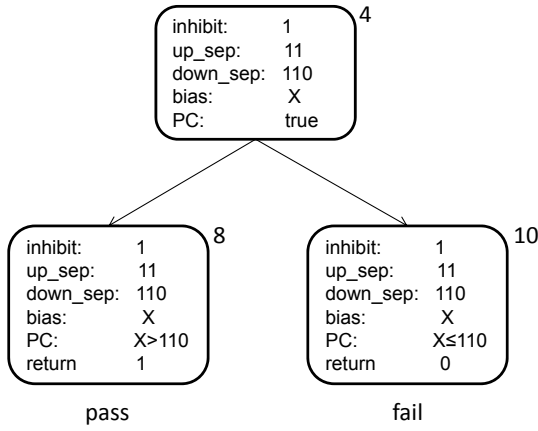 4
inhibit: 1
up_sep: 11
down_sep: 110
bias: X
PC: true
8
inhibit: 1
up_sep: 11
down_sep: 110
bias: X
PC: X>110
return 1
pass
10
inhibit: 1
up_sep: 11
down_sep: 110
bias: X
PC: X≤110
return 0
fail